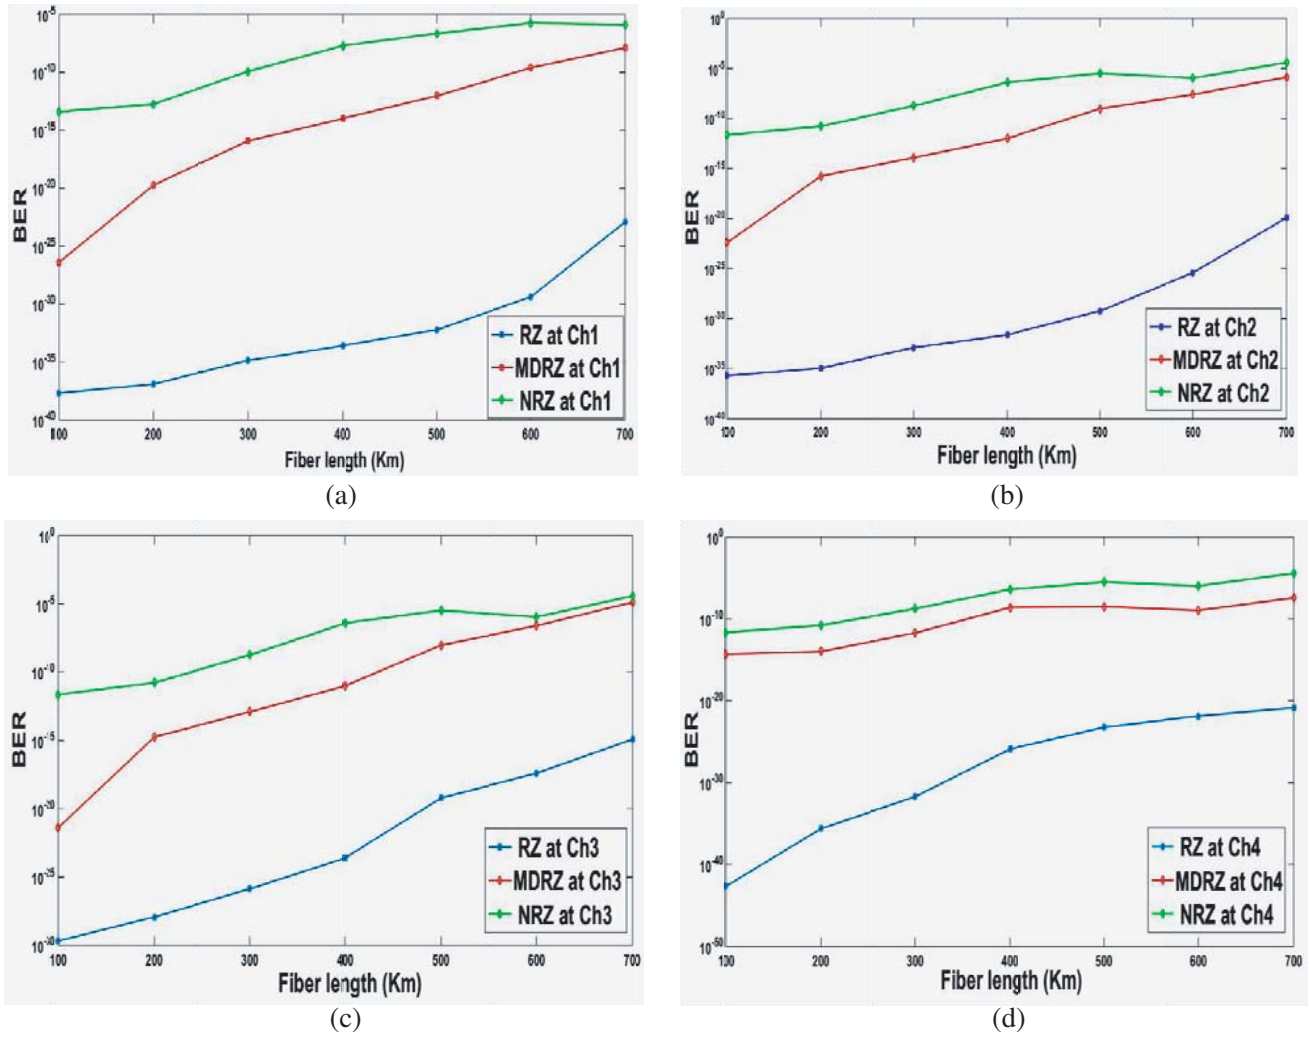 10^-5
10^-10
10^-15
10^-20
10^-25
10^-30
10^-35
10^-40
BER
100 200 300 400 500 600 700
Fiber length (Km)
RZ at Ch1
MDRZ at Ch1
NRZ at Ch1
(a)
10^0
10^-5
10^-10
10^-15
10^-20
10^-25
10^-30
10^-35
10^-40
BER
100 200 300 400 500 600 700
Fiber length (Km)
RZ at Ch2
MDRZ at Ch2
NRZ at Ch2
(b)
10^0
10^-5
10^-10
10^-15
10^-20
10^-25
10^-30
BER
100 200 300 400 500 600 700
Fiber length (Km)
RZ at Ch3
MDRZ at Ch3
NRZ at Ch3
(c)
10^0
10^-10
10^-20
10^-30
10^-40
10^-50
BER
100 200 300 400 500 600 700
Fiber length (Km)
RZ at Ch4
MDRZ at Ch4
NRZ at Ch4
(d)